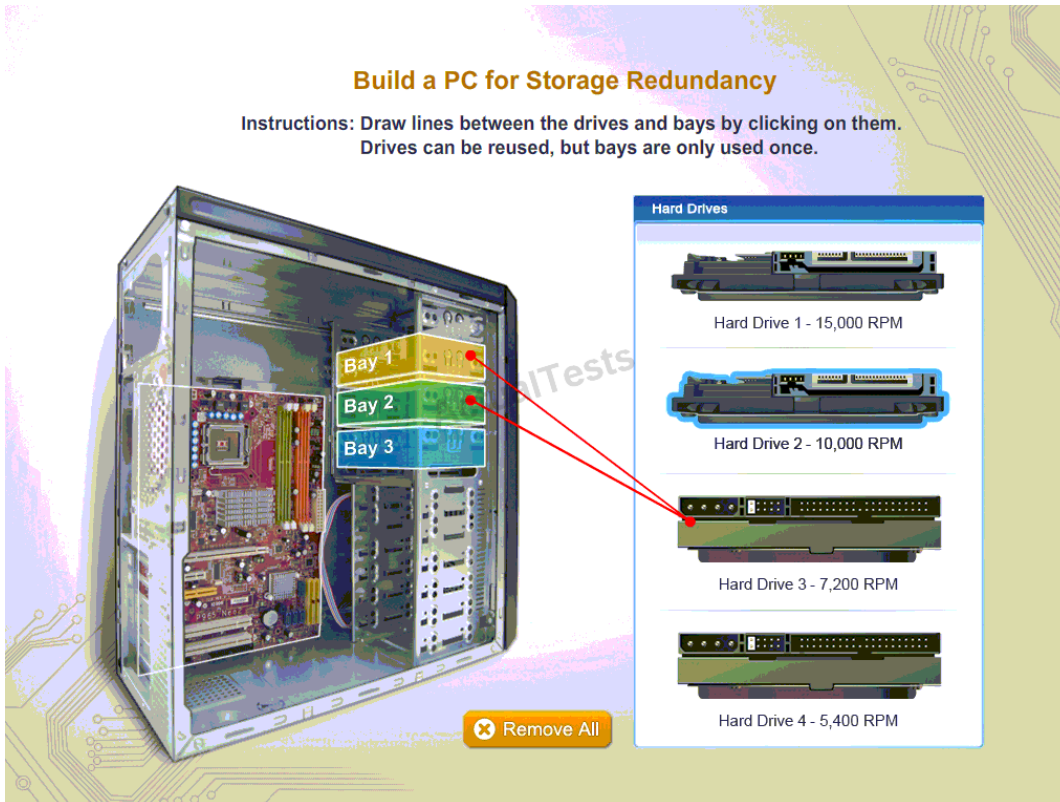 Build a PC for Storage Redundancy
Instructions: Draw lines between the drives and bays by clicking on them.
Drives can be reused, but bays are only used once.
Hard Drives
Hard Drive 1 - 15,000 RPM
Bay 1
Bay 2
Bay 3
Hard Drive 2 - 10,000 RPM
Hard Drive 3 - 7,200 RPM
P965 Neo
Hard Drive 4 - 5,400 RPM
Remove All